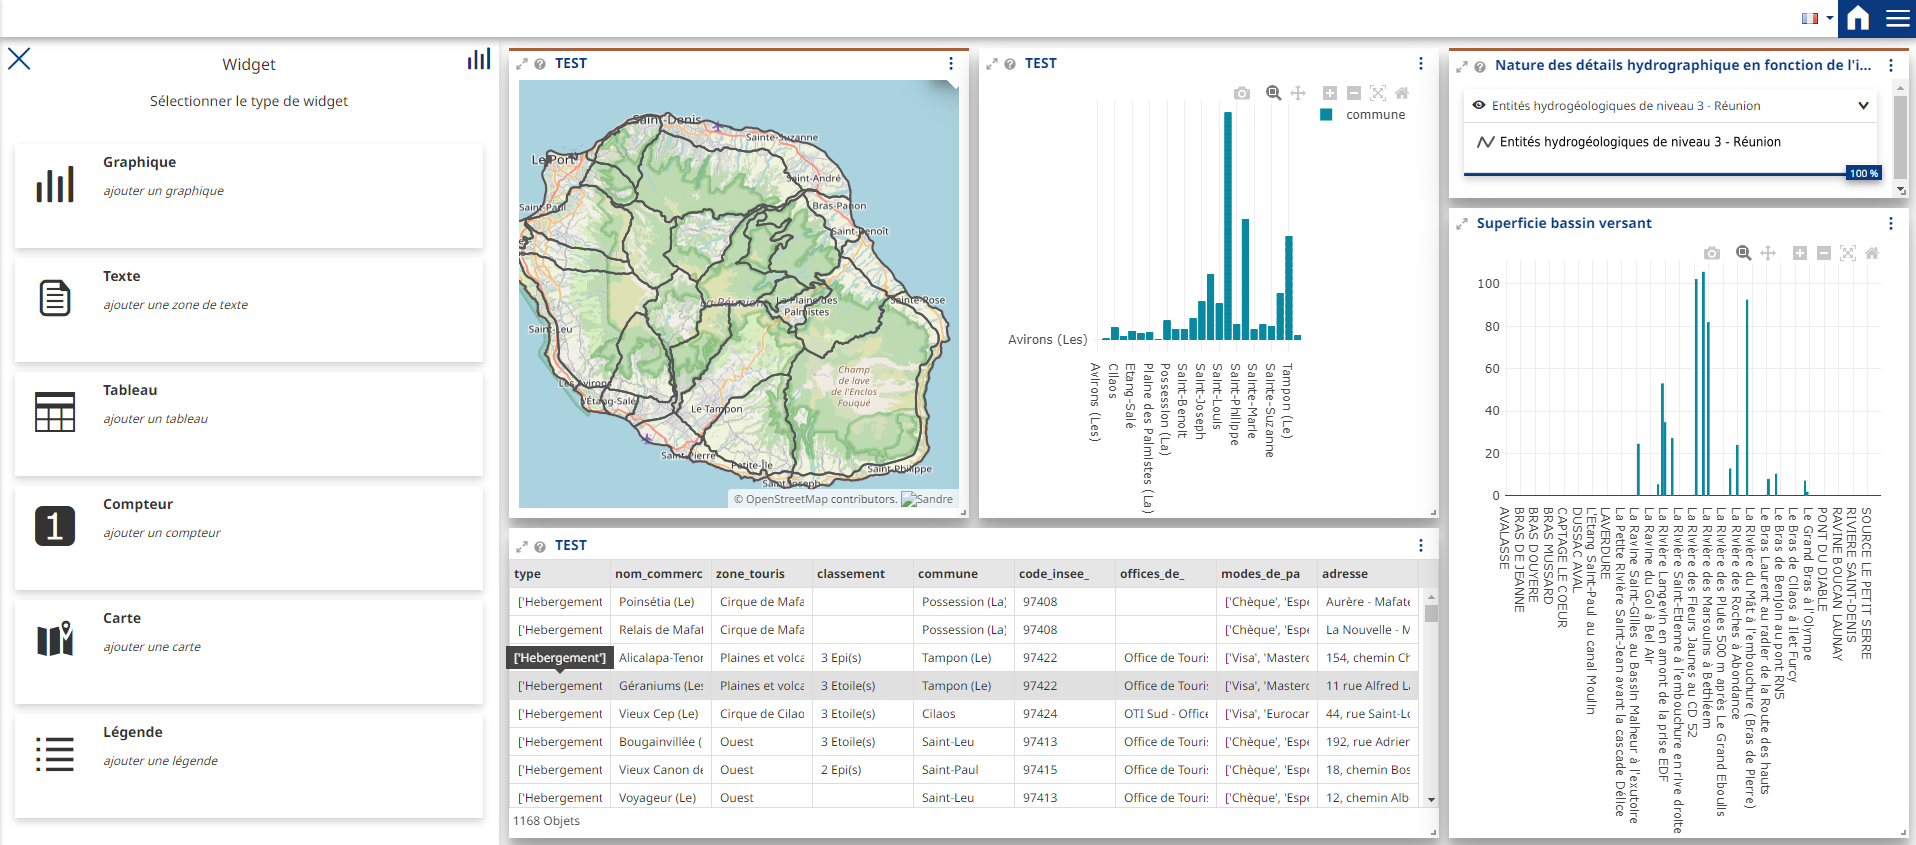 Widget
Sélectionner le type de widget
Graphique
ajouter un graphique
Texte
ajouter une zone de texte
Tableau
ajouter un tableau
Compteur
1
ajouter un compteur
Carte
ajouter une carte
Légende
ajouter une légende
TEST
Saint-Denis
Sainte-Suzanne
Le Port
Saint-André
Saint-Paul
Bras-Panon
Saint-Benoît
La Réunion
La Plaine des Palmistes
Sainte-Rose
Saint-Leu
Les Avirons
L'Étang-Salé
Champ
de lave
de l'Enclos
Fouqué
Le Tampon
Saint-Pierre
Petite-Île
Saint-Joseph
Saint-Philippe
© OpenStreetMap contributors. Sandre
TEST
commune
Avirons (Les)
Avirons (Les)
Cilaos
Etang-Salé
Plaine des Palmistes (La)
Possession (La)
Saint-Benoît
Saint-Joseph
Saint-Louis
Saint-Philippe
Sainte-Marie
Sainte-Suzanne
Tampon (Le)
Nature des détails hydrographique en fonction de l'i...
Entités hydrogéologiques de niveau 3 - Réunion
Entités hydrogéologiques de niveau 3 - Réunion
100 %
Superficie bassin versant
100
80
60
40
20
0
AVALASSE
BRAS DE JEANNE
BRAS DOUYERE
BRAS MUSSARD
CAPTAGE LE COEUR
DUSSAC AVAL
L'Etang Saint-Paul au canal Moulin
LAVERDURE
La Petite Rivière Saint-Jean avant la cascade Délice
La Ravine Saint-Gilles au Bassin Malheur à l'exutoire
La Ravine du Gol à Bel Air
La Rivière Langevin en amont de la prise EDF
La Rivière Saint-Etienne à l'embouchure en rive droite
La Rivière des Fleurs Jaunes au CD 52
La Rivière des Marsouins à Bethléem
La Rivière des Pluies 500 m après Le Grand Eboulis
La Rivière des Roches à Abondance
La Rivière du Mât à l'embouchure (Bras de Pierre)
Le Bras Laurent au radier de la Route des hauts
Le Bras de Benjoin au pont RN5
Le Bras de Cilaos à Ilet Furcy
Le Grand Bras à l'Olympe
PONT DU DIABLE
RAVINE BOUCAN LAUNAY
RIVIERE SAINT-DENIS
SOURCE LE PETIT SERRE
TEST
type nom_commerc zone_touris classement commune code_insee_ offices_de_ modes_de_pa adresse
['Hebergement Poinsétia (Le) Cirque de Mafa Possession (La) 97408 ['Chèque', 'Espe Aurère - Mafate
['Hebergement Relais de Mafat Cirque de Mafa Possession (La) 97408 ['Chèque', 'Espe La Nouvelle - M
['Hebergement'] Alicalapa-Tenor Plaines et volca 3 Epi(s) Tampon (Le) 97422 Office de Touris ['Visa', 'Masterc 154, chemin Ch
['Hebergement Géraniums (Les Plaines et volca 3 Etoile(s) Tampon (Le) 97422 Office de Touris ['Visa', 'Masterc 11 rue Alfred La
['Hebergement Vieux Cep (Le) Cirque de Cilao 3 Etoile(s) Cilaos 97424 OTI Sud - Office ['Visa', 'Eurocar 44, rue Saint-Lo
['Hebergement Bougainvillée ( Ouest 3 Etoile(s) Saint-Leu 97413 Office de Touris ['Chèque', 'Espe 192, rue Adrier
['Hebergement Vieux Canon de Ouest 2 Epi(s) Saint-Paul 97415 Office de Touris ['Chèque', 'Espe 18, chemin Bos
['Hebergement Voyageur (Le) Ouest Saint-Leu 97413 Office de Touris ['Chèque', 'Espe 12, chemin Alb
1168 Objets